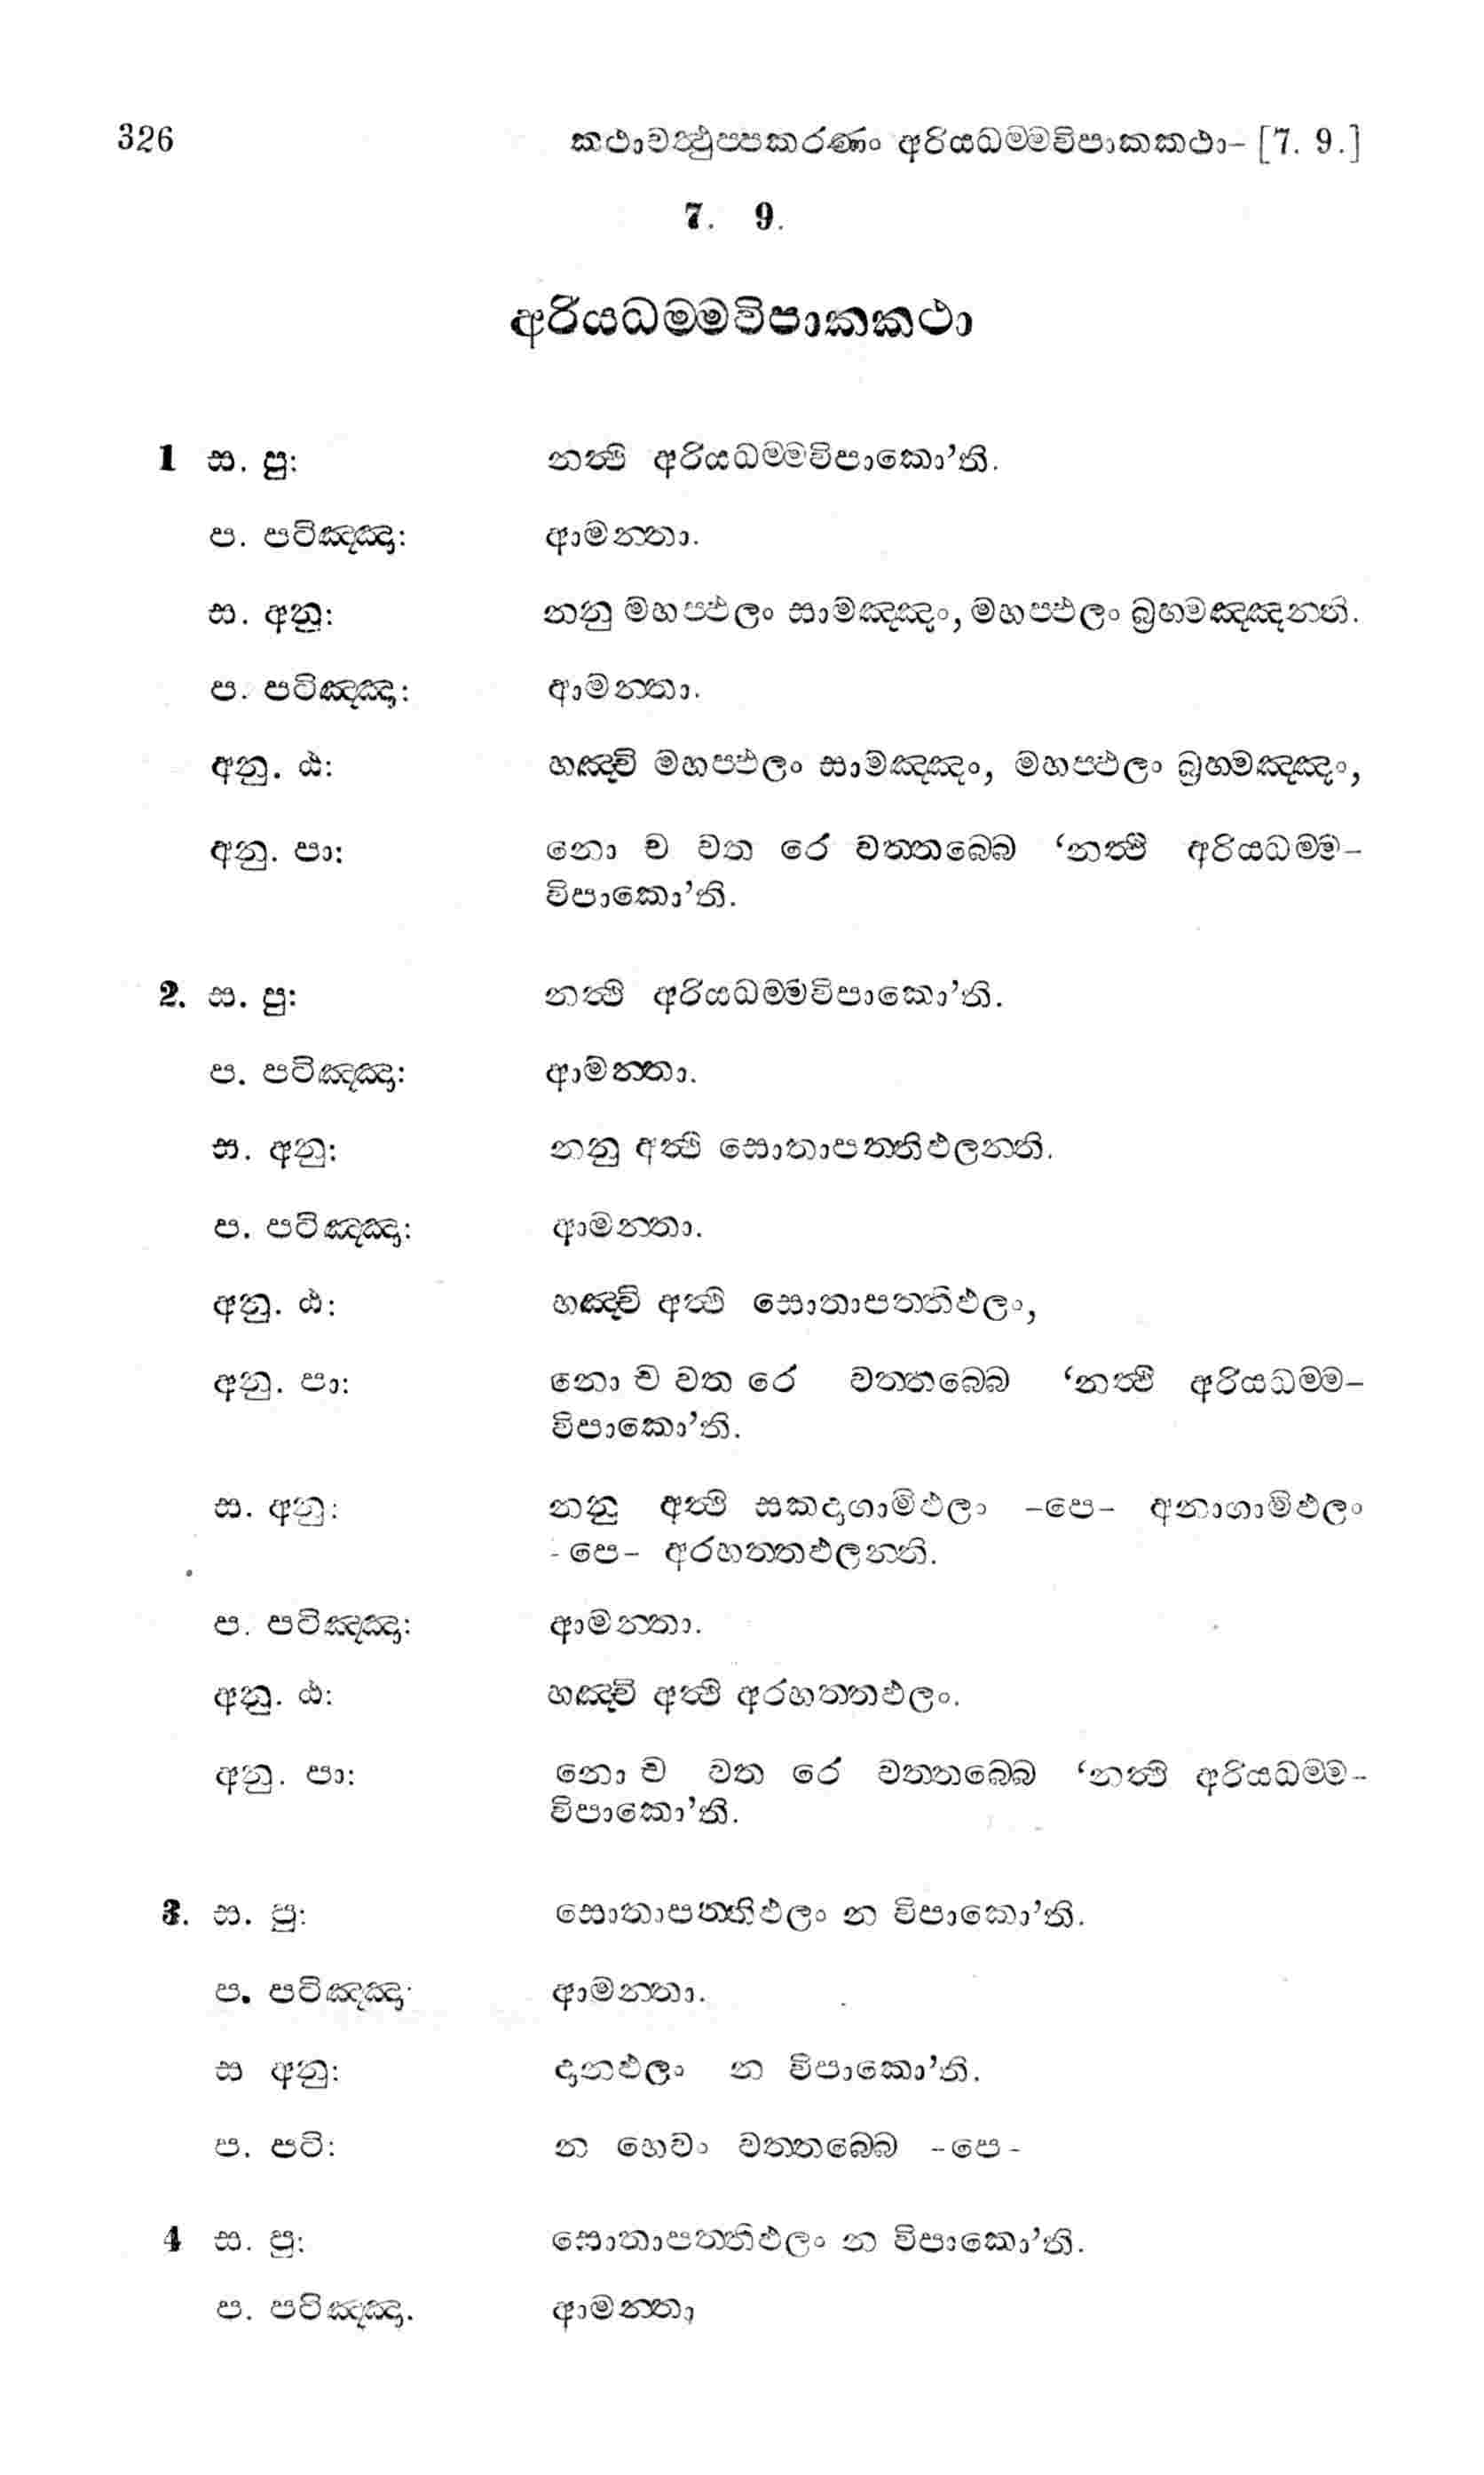 326 කථාවත්‍ථුප‍්පකරණං අරියධම‍්මවිපාකකථා– [7. 9.]
7. 9.
අරියධම‍්මවිපාකකථා
1 ස. පු: නත්‍ථි අරියධම‍්මවිපාකො’ති.
ප. පටිඤ‍්ඤා: ආමන‍්තා.
ස. අනු: නනු මහප‍්ඵලං සාමඤ‍්ඤං, මහප‍්ඵලං බ්‍රහ‍්මඤ‍්ඤන‍්ති.
ප. පටිඤ‍්ඤා: ආමන‍්තා.
අනු. ඨ: හඤ්චි මහප‍්ඵලං සාමඤ‍්ඤං, මහප‍්ඵලං බ්‍රහ‍්මඤ‍්ඤං,
අනු. පා: නො ච වත රේ වත‍්තබ‍්බෙ ‘නත්‍ථි අරියධම‍්ම–
විපාකො’ති.
2. ස. පු: නත්‍ථි අරියධම‍්මවිපාකො’ති.
ප. පටිඤ‍්ඤා: ආමන‍්තා.
ස. අනු: නනු අත්‍ථි සොතාපත‍්තිඵලන‍්ති.
ප. පටිඤ‍්ඤා: ආමන‍්තා.
අනු. ඨ: හඤ්චි අත්‍ථි සොතාපත‍්තිඵලං,
අනු. පා: නො ච වත රේ වත‍්තබ‍්බෙ ‘නත්‍ථි අරියධම‍්ම–
විපාකො’ති.
ස. අනු: නනු අත්‍ථි සකදාගාමිඵලං –පෙ– අනාගාමිඵලං
-පෙ– අරහත‍්තඵලන‍්ති.
ප. පටිඤ‍්ඤා: ආමන‍්තා.
අනු. ඨ: හඤ්චි අත්‍ථි අරහත‍්තඵලං.
අනු. පා: නො ච වත රේ වත‍්තබ‍්බෙ ‘නත්‍ථි අරියධම‍්ම–
විපාකො’ති.
3. ස. පු: සොතාපත‍්තිඵලං න විපාකො’ති.
ප. පටිඤ‍්ඤා· ආමන‍්තා.
ස අනු: දානඵලං න විපාකො’ති.
ප. පටි: න හෙවං වත‍්තබ‍්බෙ -පෙ-
4 ස. පු: සොතාපත‍්තිඵලං න විපාකො’ති.
ප. පටිඤ‍්ඤා. ආමන‍්තා